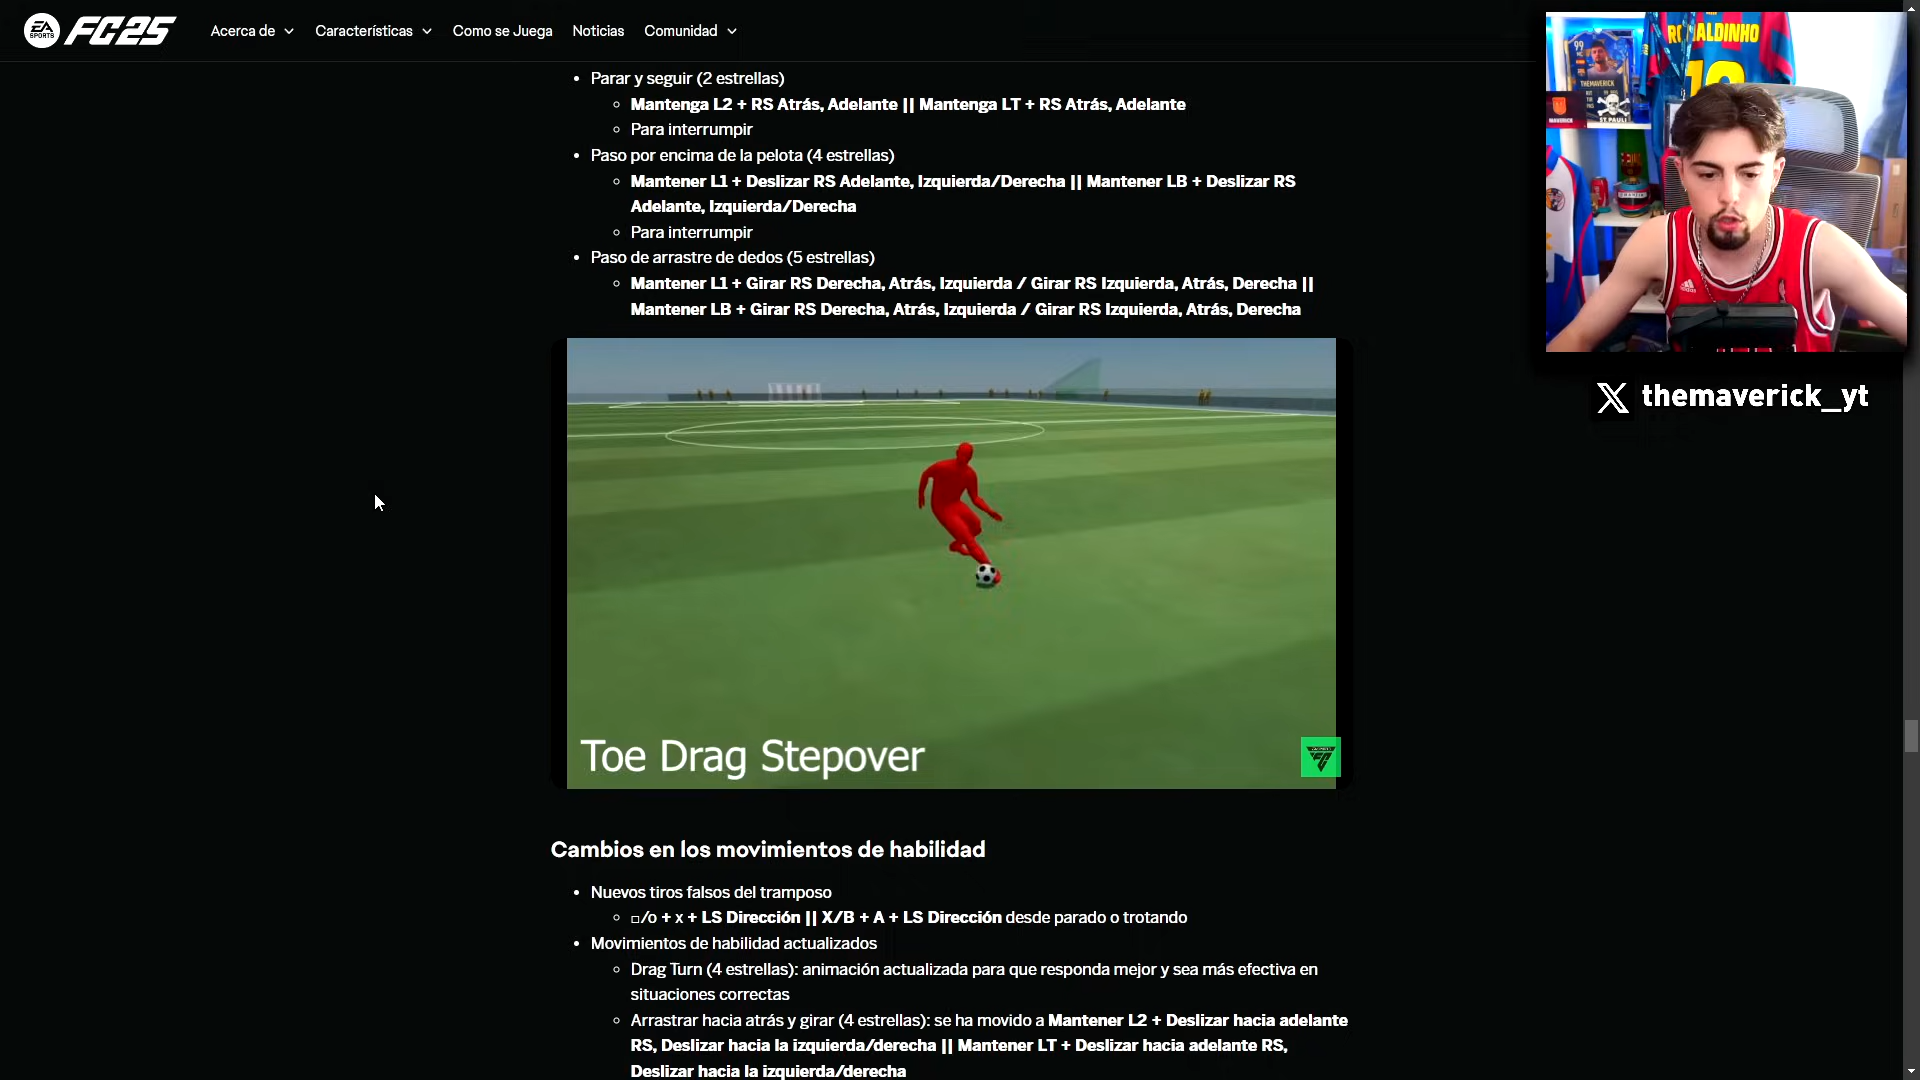 EA SPORTS FC25
Acerca de
Características
Como se Juega
Noticias
Comunidad
Parar y seguir (2 estrellas)
Mantenga L2 + RS Atrás, Adelante || Mantenga LT + RS Atrás, Adelante
Para interrumpir
Paso por encima de la pelota (4 estrellas)
Mantener L1 + Deslizar RS Adelante, Izquierda/Derecha || Mantener LB + Deslizar RS
Adelante, Izquierda/Derecha
Para interrumpir
Paso de arrastre de dedos (5 estrellas)
Mantener L1 + Girar RS Derecha, Atrás, Izquierda / Girar RS Izquierda, Atrás, Derecha ||
Mantener LB + Girar RS Derecha, Atrás, Izquierda / Girar RS Izquierda, Atrás, Derecha
Toe Drag Stepover
Cambios en los movimientos de habilidad
Nuevos tiros falsos del tramposo
□/o + x + LS Dirección || X/B + A + LS Dirección desde parado o trotando
Movimientos de habilidad actualizados
Drag Turn (4 estrellas): animación actualizada para que responda mejor y sea más efectiva en
situaciones correctas
Arrastrar hacia atrás y girar (4 estrellas): se ha movido a Mantener L2 + Deslizar hacia adelante
RS, Deslizar hacia la izquierda/derecha || Mantener LT + Deslizar hacia adelante RS,
Deslizar hacia la izquierda/derecha
99
THEMAVERICK
MAVERICK
ST. PAULI
ALDINHO
10
adidas
X themaverick_yt